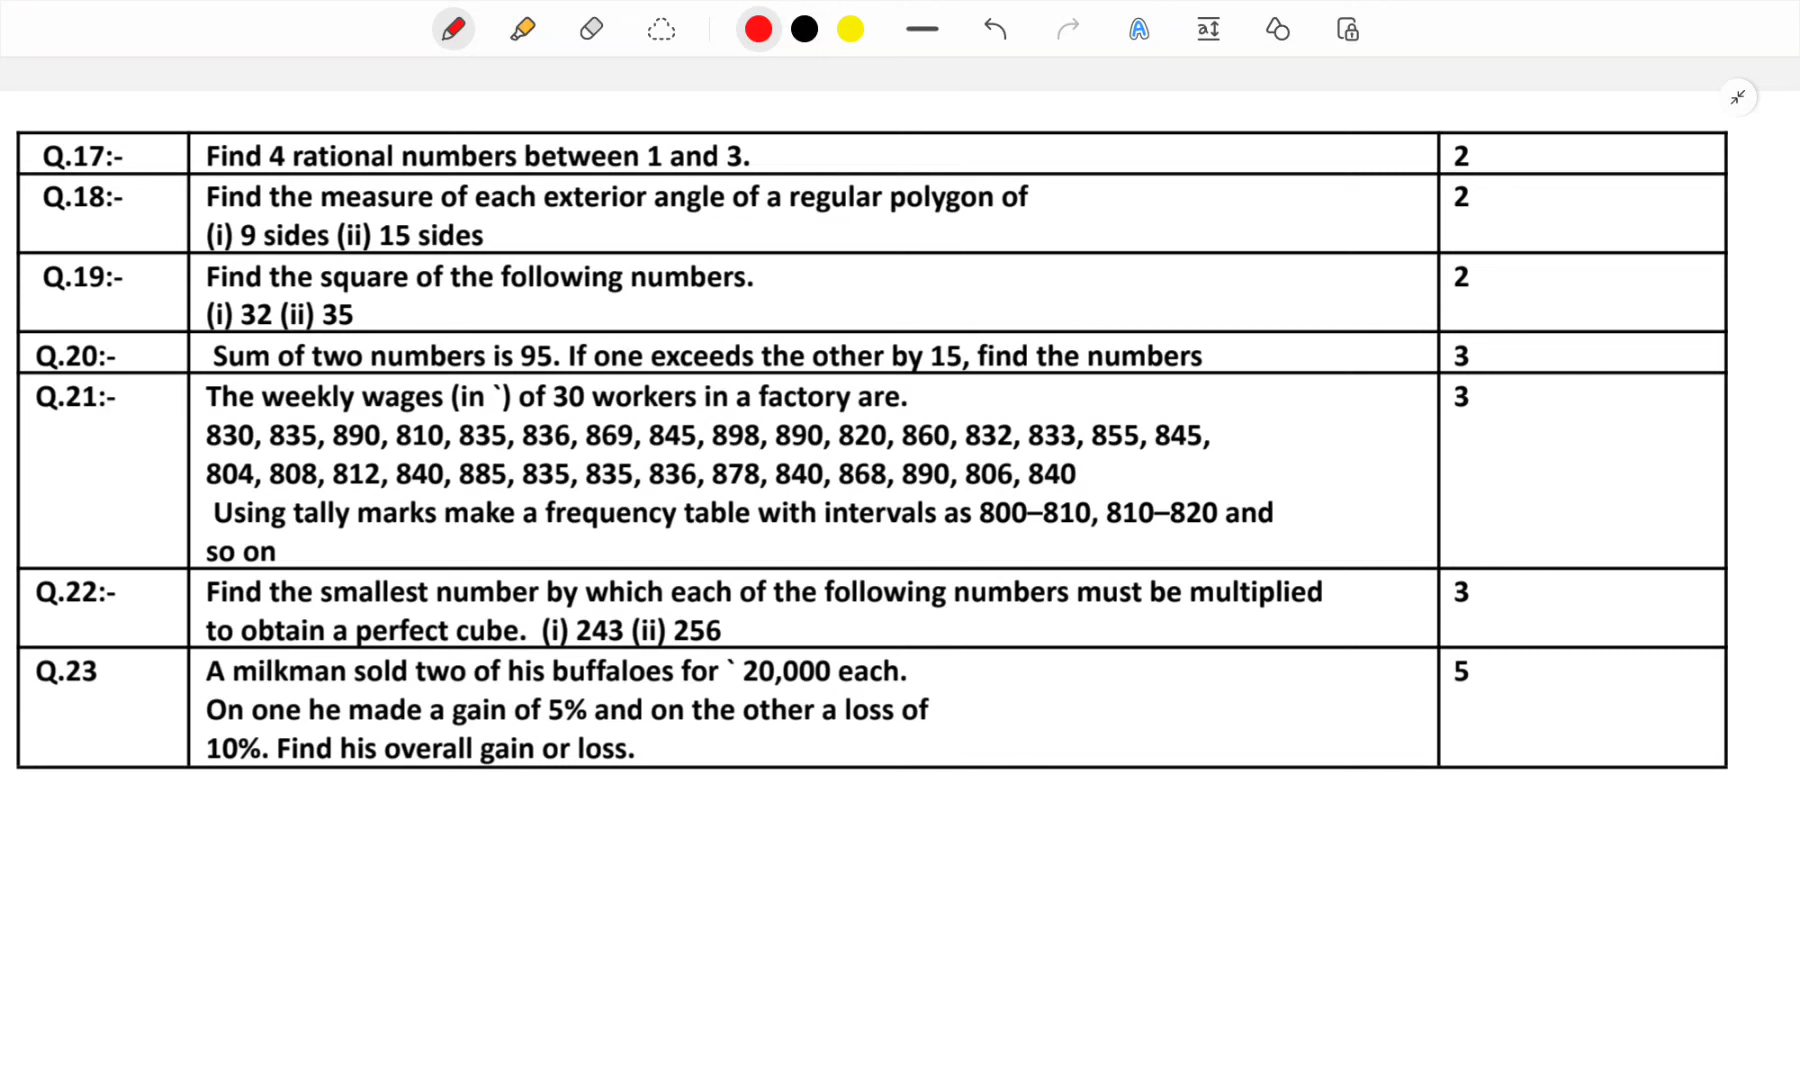 Q.17:- Find 4 rational numbers between 1 and 3. 2
Q.18:- Find the measure of each exterior angle of a regular polygon of 2
(i) 9 sides (ii) 15 sides
Q.19:- Find the square of the following numbers. 2
(i) 32 (ii) 35
Q.20:- Sum of two numbers is 95. If one exceeds the other by 15, find the numbers 3
Q.21:- The weekly wages (in `) of 30 workers in a factory are. 3
830, 835, 890, 810, 835, 836, 869, 845, 898, 890, 820, 860, 832, 833, 855, 845,
804, 808, 812, 840, 885, 835, 835, 836, 878, 840, 868, 890, 806, 840
Using tally marks make a frequency table with intervals as 800–810, 810–820 and
so on
Q.22:- Find the smallest number by which each of the following numbers must be multiplied 3
to obtain a perfect cube. (i) 243 (ii) 256
Q.23 A milkman sold two of his buffaloes for ` 20,000 each. 5
On one he made a gain of 5% and on the other a loss of
10%. Find his overall gain or loss.